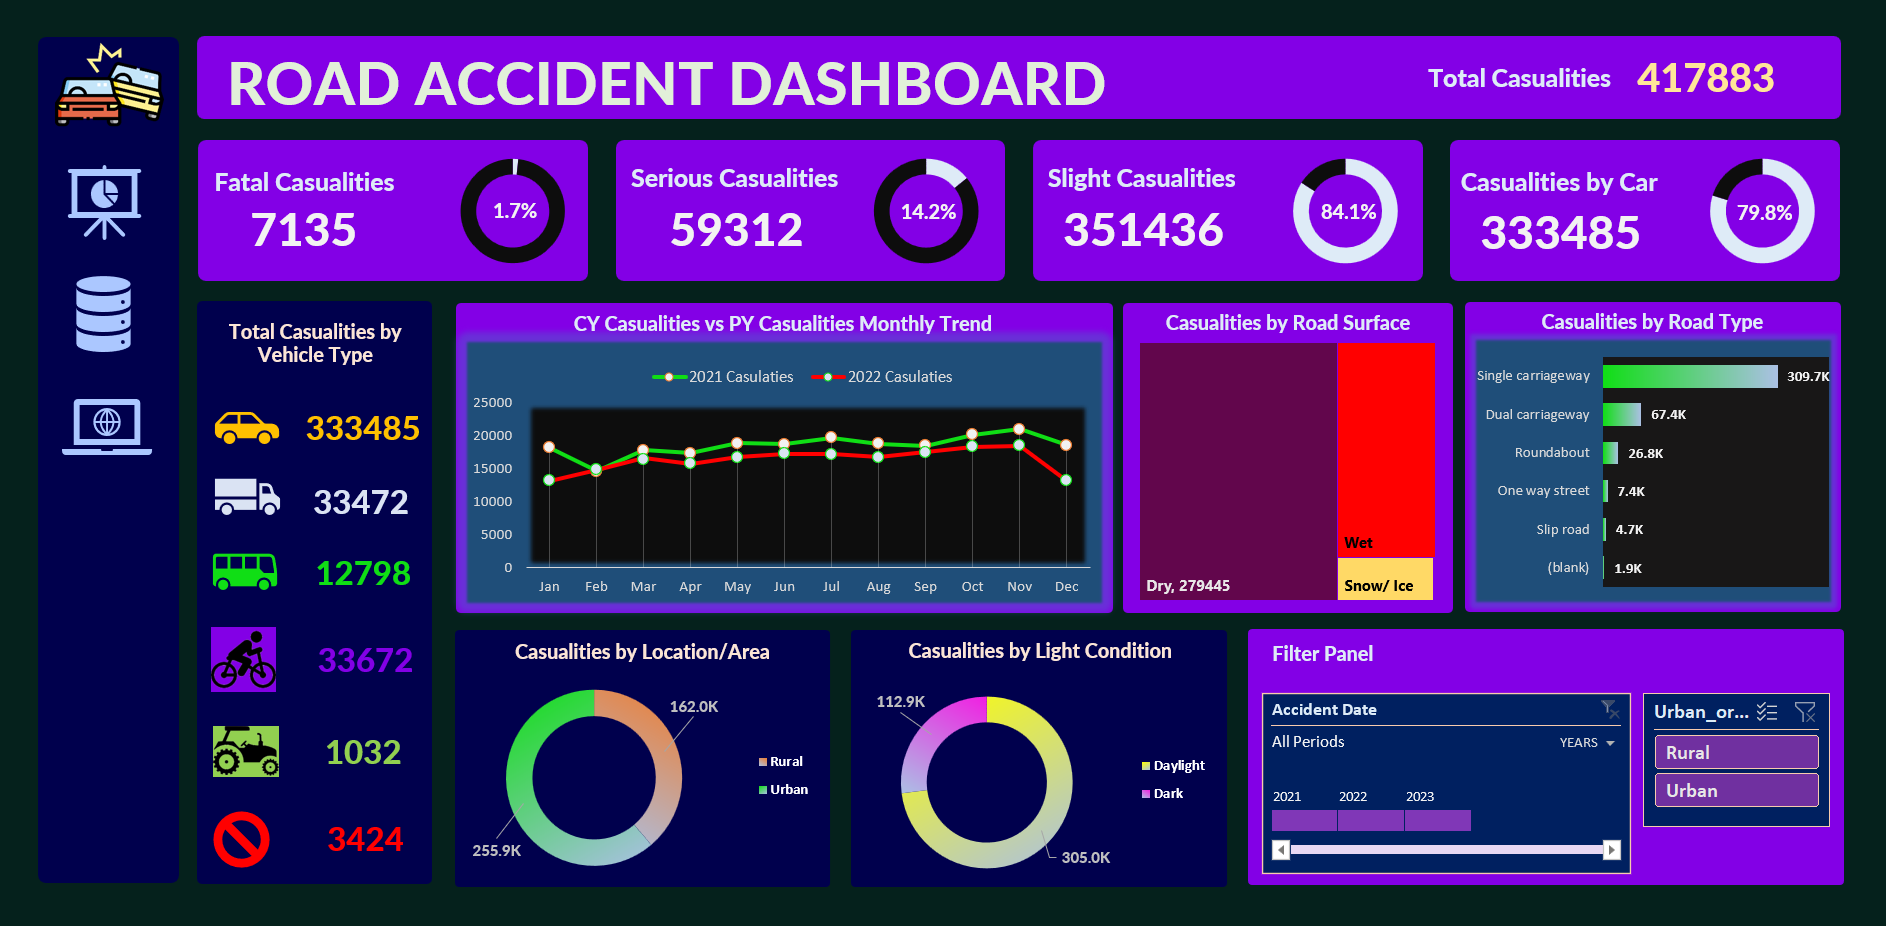 ROAD ACCIDENT DASHBOARD
Total Casualities 417883
Fatal Casualities
7135
1.7%
Serious Casualities
59312
14.2%
Slight Casualities
351436
84.1%
Casualities by Car
333485
79.8%
Total Casualities by
Vehicle Type
333485
33472
12798
33672
1032
3424
CY Casualities vs PY Casualities Monthly Trend
2021 Casulaties 2022 Casulaties
25000
20000
15000
10000
5000
0
Jan Feb Mar Apr May Jun Jul Aug Sep Oct Nov Dec
Casualities by Road Surface
Wet
Dry, 279445
Snow/ Ice
Casualities by Road Type
Single carriageway 309.7K
Dual carriageway 67.4K
Roundabout 26.8K
One way street 7.4K
Slip road 4.7K
(blank) 1.9K
Casualities by Location/Area
162.0K
Rural
Urban
255.9K
Casualities by Light Condition
112.9K
Daylight
Dark
305.0K
Filter Panel
Accident Date
All Periods YEARS
2021 2022 2023
Urban_or...
Rural
Urban